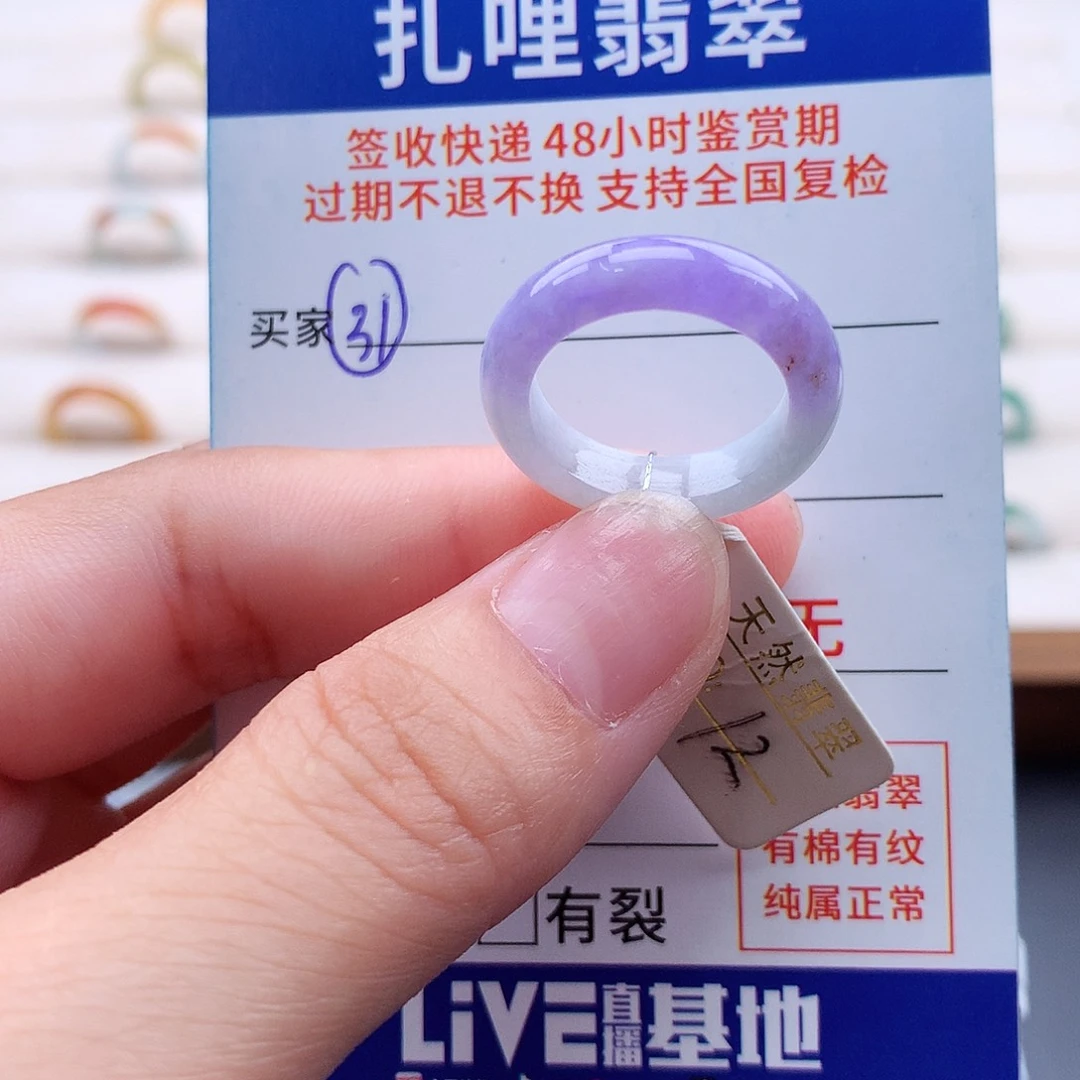 扎哩翡翠
签收快递 48小时鉴赏期
过期不退不换 支持全国复检
买家 31
无
天然翡翠
12
翡翠
有棉有纹
纯属正常
有裂
LiVE直播基地